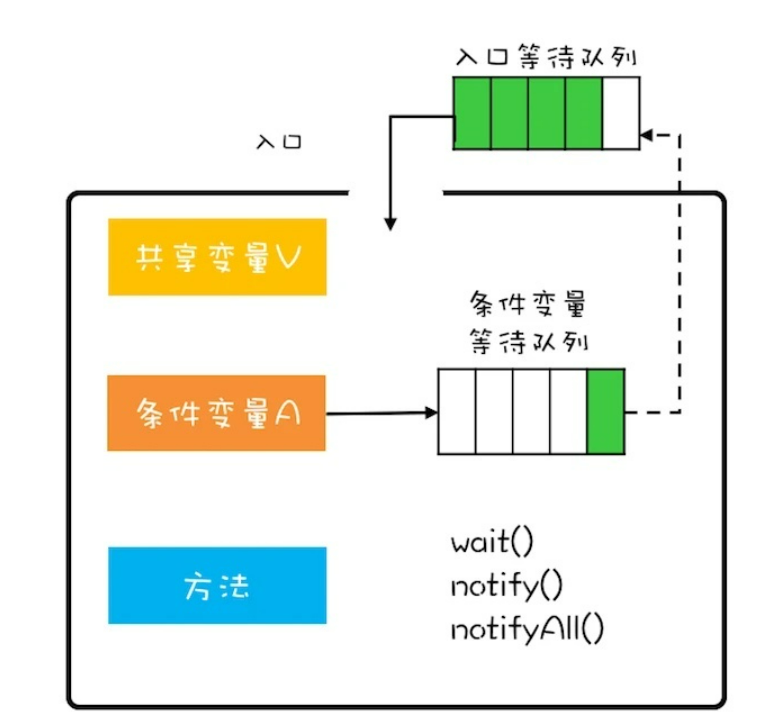 入口等待队列
入口
共享变量V
条件变量
等待队列
条件变量A
wait()
notify()
notifyAll()
方法